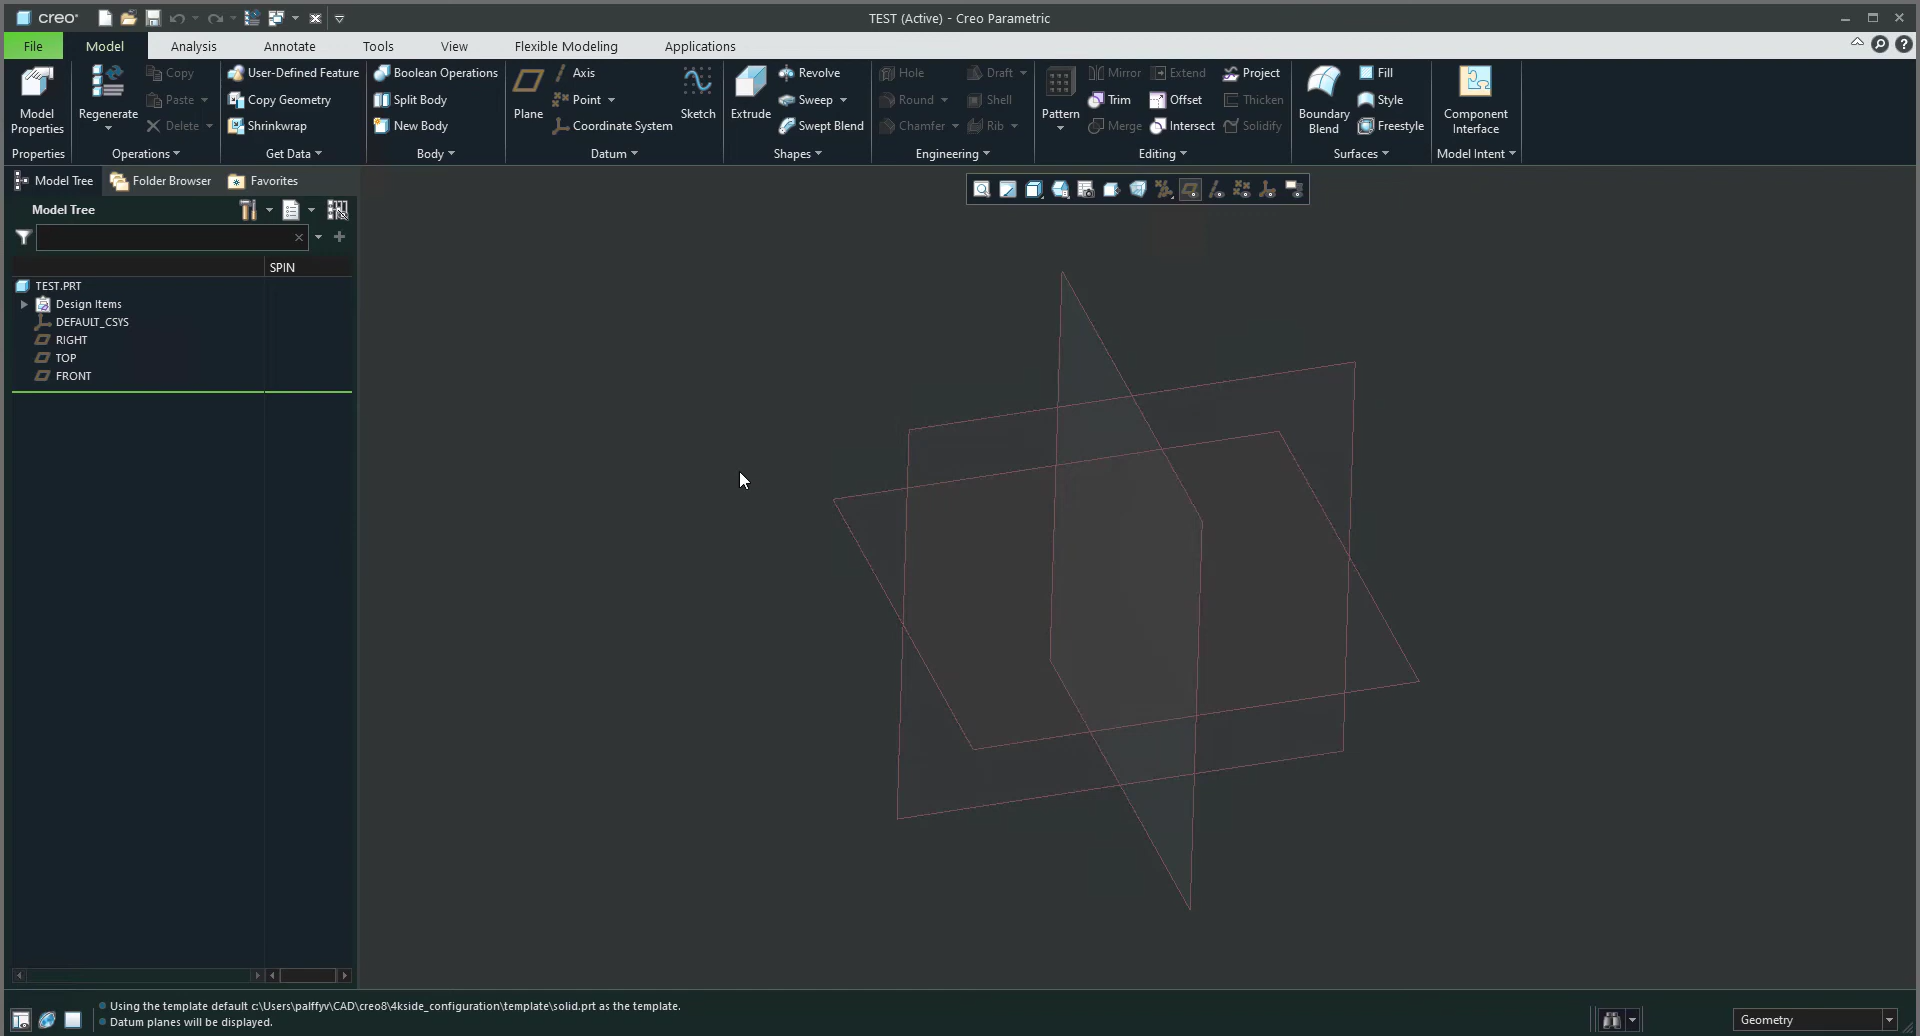 creo°
TEST (Active) - Creo Parametric
File Model Analysis Annotate Tools View Flexible Modeling Applications
Model Properties
Regenerate
Copy
Paste
Delete
User-Defined Feature
Copy Geometry
Shrinkwrap
Boolean Operations
Split Body
New Body
Plane
Axis
Point
Coordinate System
Sketch
Extrude
Revolve
Sweep
Swept Blend
Hole
Round
Chamfer
Draft
Shell
Rib
Pattern
Mirror
Trim
Merge
Extend
Offset
Intersect
Project
Thicken
Solidify
Boundary Blend
Fill
Style
Freestyle
Component Interface
Properties Operations Get Data Body Datum Shapes Engineering Editing Surfaces Model Intent
Model Tree Folder Browser Favorites
Model Tree
SPIN
TEST.PRT
Design Items
DEFAULT_CSYS
RIGHT
TOP
FRONT
Using the template default c:\Users\palffyv\CAD\creo8\4kside_configuration\template\solid.prt as the template.
Datum planes will be displayed.
Geometry